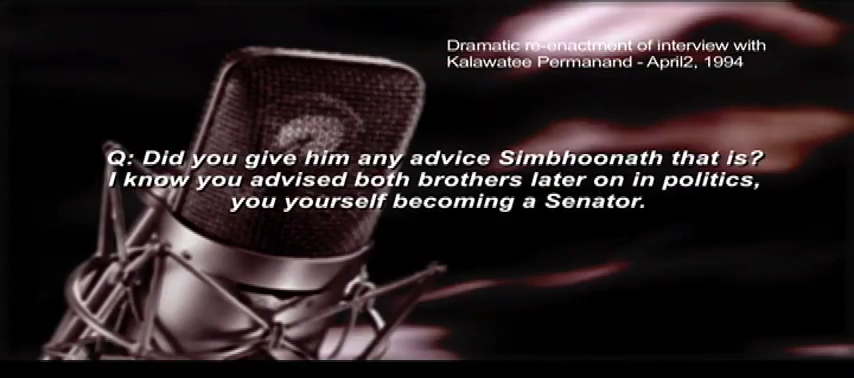 Dramatic re-enactment of interview with
Kalawatee Permanand - April2, 1994
Q: Did you give him any advice Simbhoonath that is?
I know you advised both brothers later on in politics,
you yourself becoming a Senator.